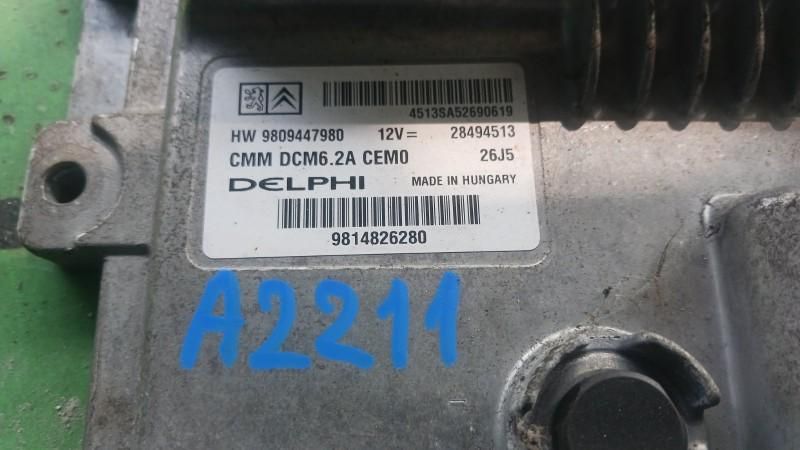 4513SA52690619
HW 9809447980 12V= 28494513
CMM DCM6.2A CEM0 26J5
DELPHI MADE IN HUNGARY
9814826280
A2211